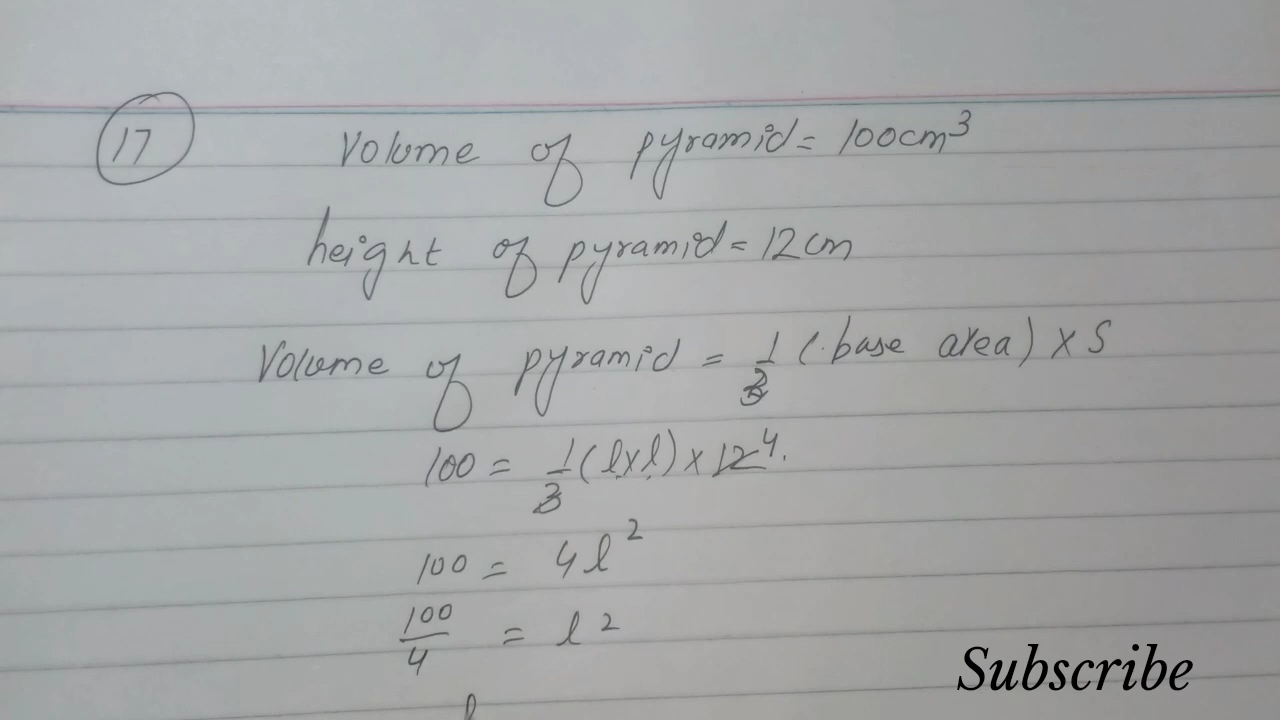 17
Volume of pyramid = 100cm³
height of pyramid = 12cm
Volume of pyramid = 1/3 (base area) x S
100 = 1/3 (l x l) x 12 4.
100 = 4l²
100/4 = l²
l
Subscribe